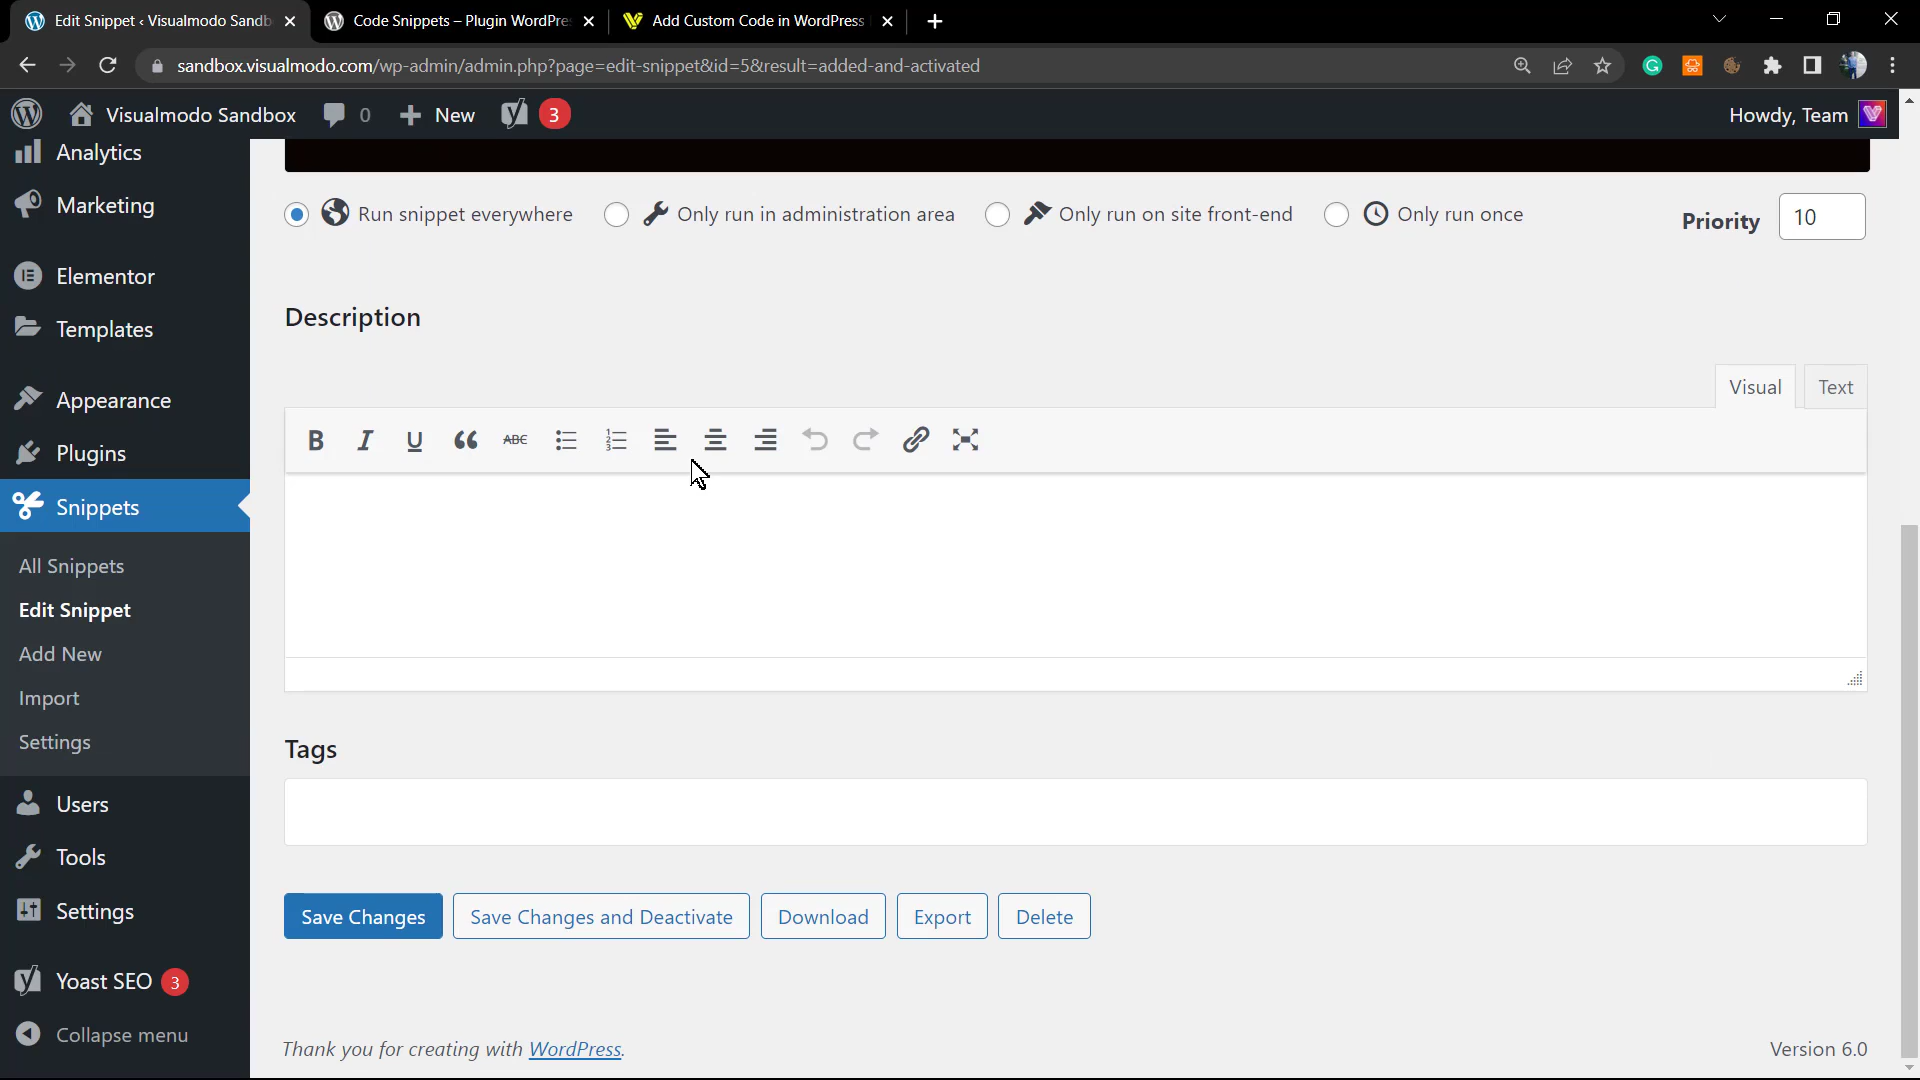 Edit Snippet ‹ Visualmodo Sandb
Code Snippets – Plugin WordPre
Add Custom Code in WordPress
sandbox.visualmodo.com/wp-admin/admin.php?page=edit-snippet&id=5&result=added-and-activated
Visualmodo Sandbox
0
New
3
Howdy, Team
Analytics
Marketing
Elementor
Templates
Appearance
Plugins
Snippets
All Snippets
Edit Snippet
Add New
Import
Settings
Users
Tools
Settings
Yoast SEO 3
Collapse menu
Run snippet everywhere
Only run in administration area
Only run on site front-end
Only run once
Priority
10
Description
Visual
Text
B I U ABC
Tags
Save Changes
Save Changes and Deactivate
Download
Export
Delete
Thank you for creating with WordPress.
Version 6.0